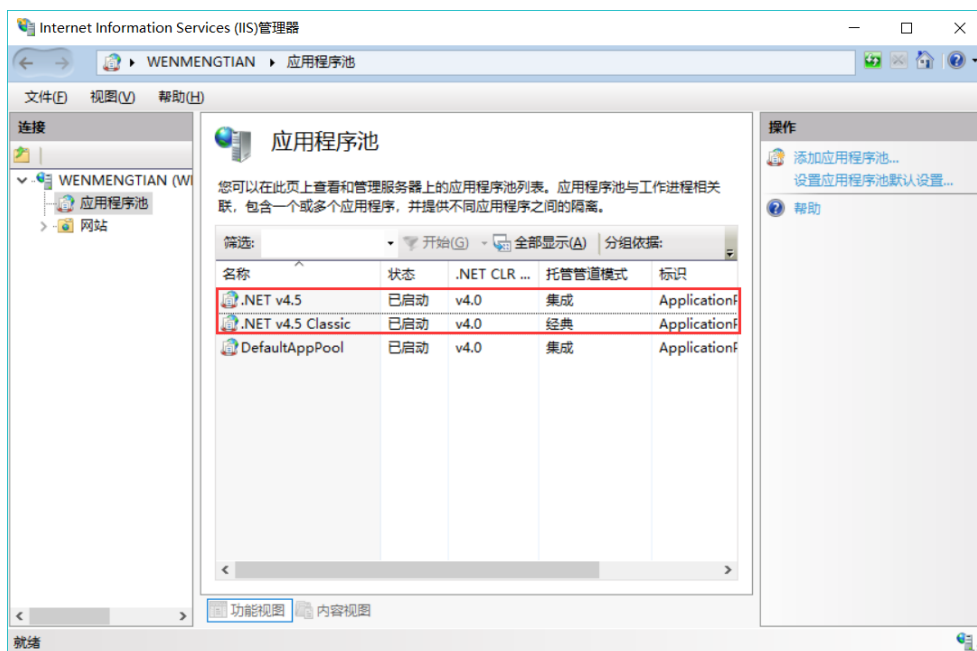 Internet Information Services (IIS)管理器
WENMENGTIAN 应用程序池
文件(F) 视图(V) 帮助(H)
连接
WENMENGTIAN (WI
应用程序池
网站
应用程序池
您可以在此页上查看和管理服务器上的应用程序池列表。应用程序池与工作进程相关
联，包含一个或多个应用程序，并提供不同应用程序之间的隔离。
筛选: 开始(G) 全部显示(A) 分组依据:
名称 状态 .NET CLR ... 托管管道模式 标识
.NET v4.5 已启动 v4.0 集成 ApplicationP
.NET v4.5 Classic 已启动 v4.0 经典 ApplicationP
DefaultAppPool 已启动 v4.0 集成 ApplicationP
功能视图 内容视图
操作
添加应用程序池...
设置应用程序池默认设置...
帮助
就绪